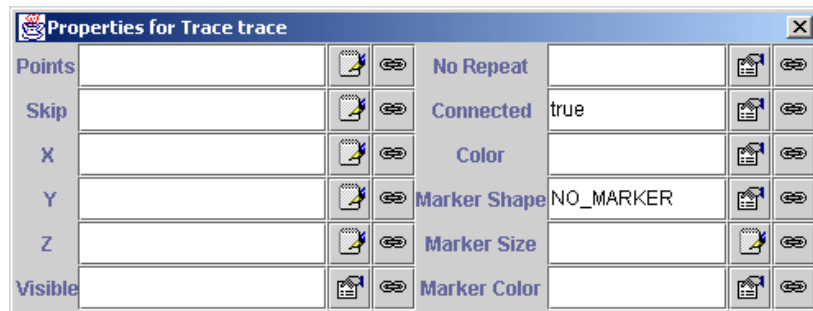 Properties for Trace trace
Points No Repeat
Skip Connected true
X Color
Y Marker Shape NO_MARKER
Z Marker Size
Visible Marker Color